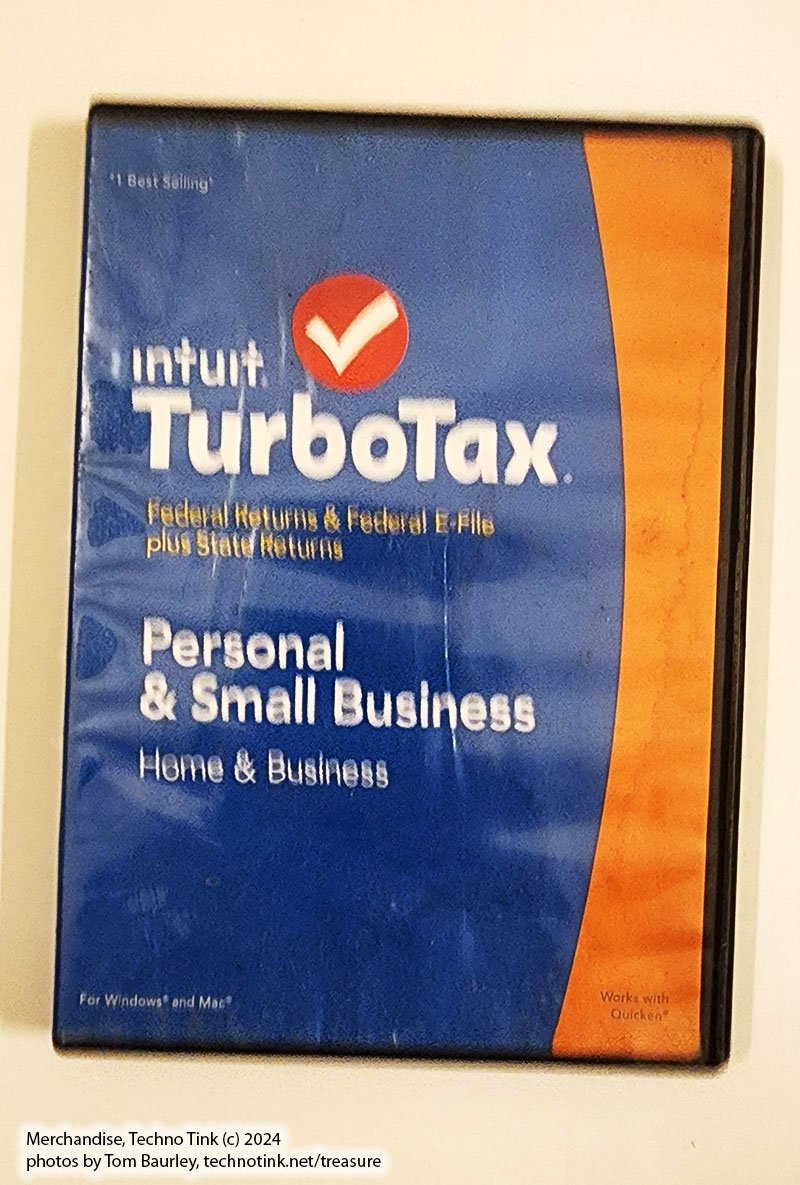 #1 Best Selling†
intuit.
TurboTax.
Federal Returns & Federal E-File
plus State Returns
Personal
& Small Business
Home & Business
For Windows® and Mac®
Works with
Quicken®
Merchandise, Techno Tink (c) 2024
photos by Tom Baurley, technotink.net/treasure